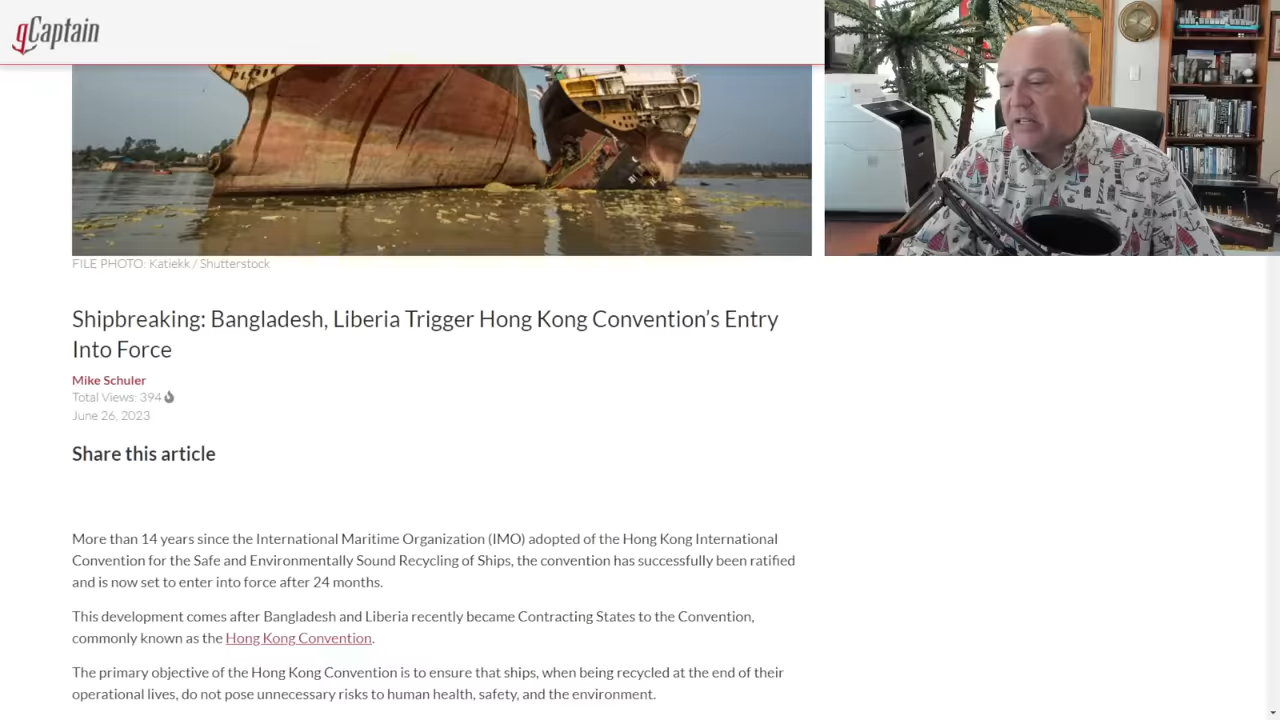 gCaptain
FILE PHOTO: Katiekk / Shutterstock
Shipbreaking: Bangladesh, Liberia Trigger Hong Kong Convention’s Entry
Into Force
Mike Schuler
Total Views: 394
June 26, 2023
Share this article
More than 14 years since the International Maritime Organization (IMO) adopted of the Hong Kong International
Convention for the Safe and Environmentally Sound Recycling of Ships, the convention has successfully been ratified
and is now set to enter into force after 24 months.
This development comes after Bangladesh and Liberia recently became Contracting States to the Convention,
commonly known as the Hong Kong Convention.
The primary objective of the Hong Kong Convention is to ensure that ships, when being recycled at the end of their
operational lives, do not pose unnecessary risks to human health, safety, and the environment.